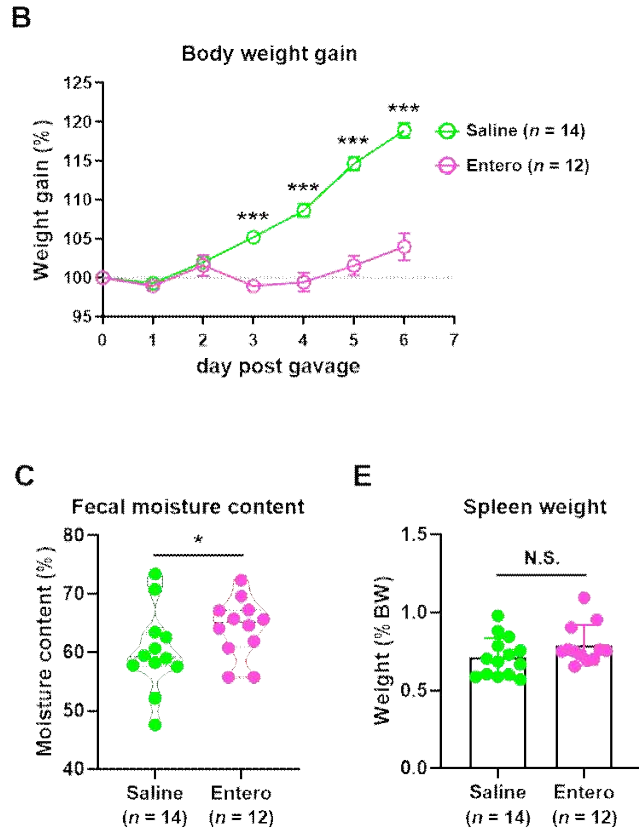 B
Body weight gain
Weight gain (%)
125
120
115
110
105
100
95
*** 
***
***
***
Saline (n = 14)
Entero (n = 12)
0 1 2 3 4 5 6 7
day post gavage
C
Fecal moisture content
Moisture content (%)
80
70
60
50
40
*
Saline
(n = 14)
Entero
(n = 12)
E
Spleen weight
Weight (% BW)
1.5
1.0
0.5
0.0
N.S.
Saline
(n = 14)
Entero
(n = 12)